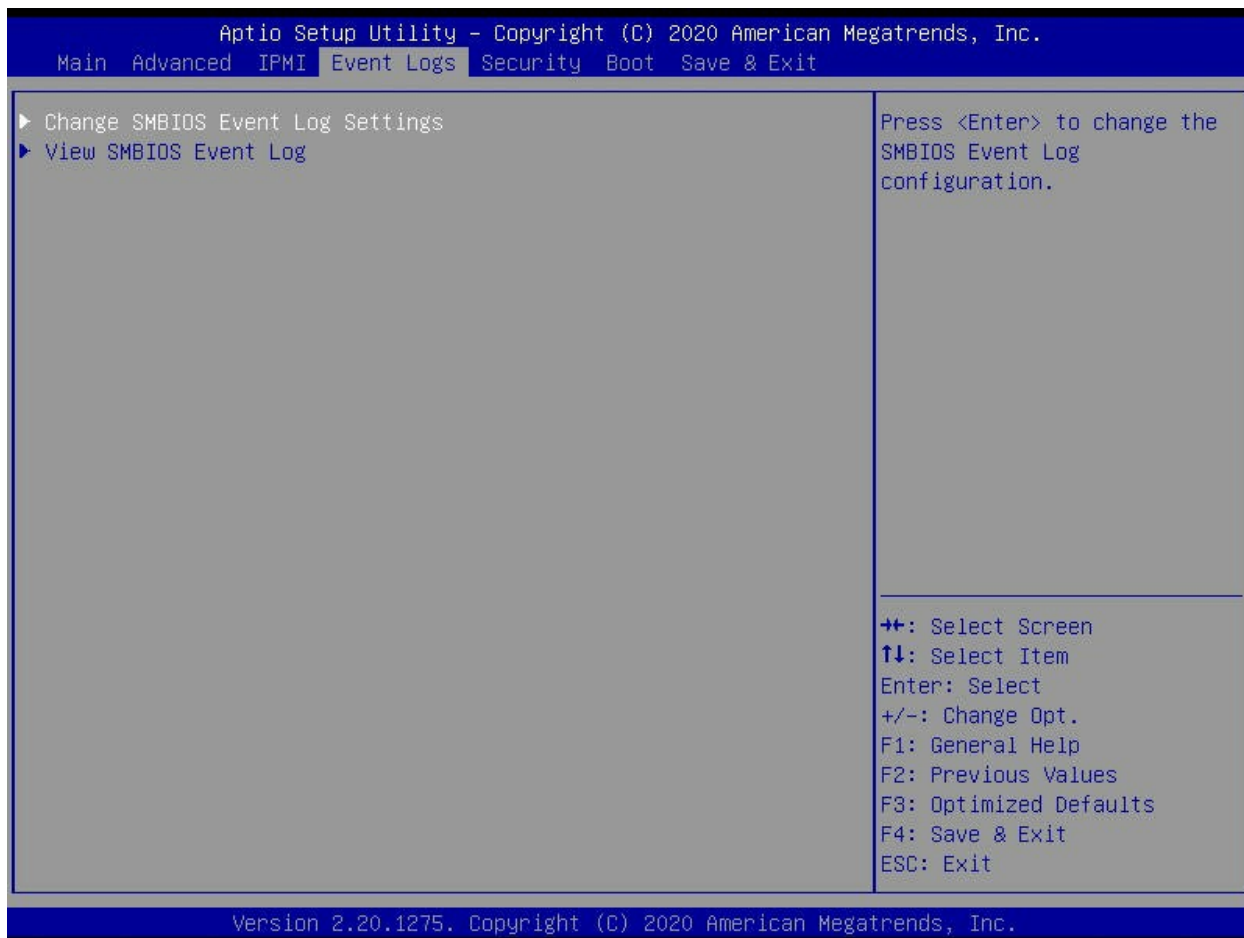 Aptio Setup Utility – Copyright (C) 2020 American Megatrends, Inc.
Main Advanced IPMI Event Logs Security Boot Save & Exit
▶ Change SMBIOS Event Log Settings
▶ View SMBIOS Event Log
Press <Enter> to change the
SMBIOS Event Log
configuration.
→←: Select Screen
↑↓: Select Item
Enter: Select
+/-: Change Opt.
F1: General Help
F2: Previous Values
F3: Optimized Defaults
F4: Save & Exit
ESC: Exit
Version 2.20.1275. Copyright (C) 2020 American Megatrends, Inc.